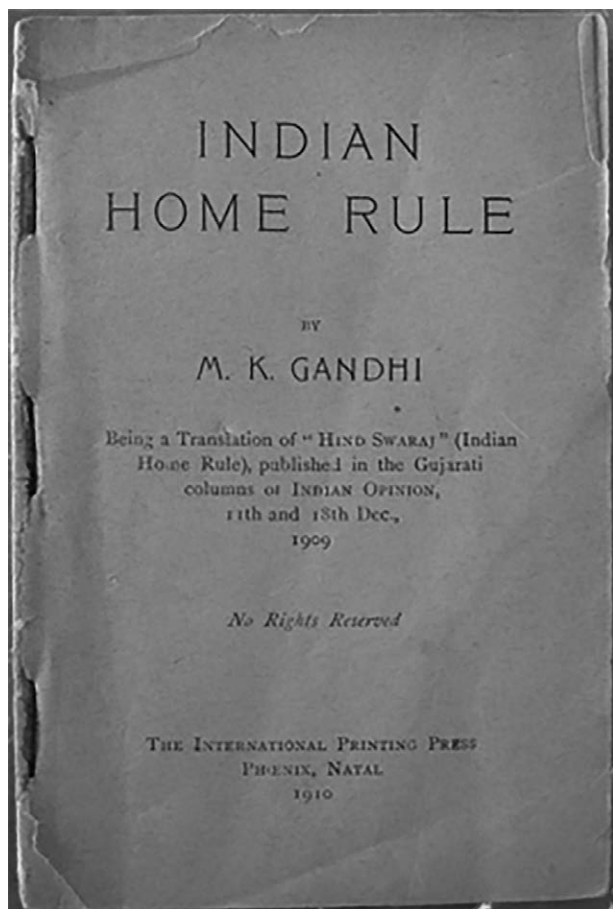 INDIAN
HOME RULE
BY
M. K. GANDHI
Being a Translation of "HIND SWARAJ" (Indian
Home Rule), published in the Gujarati
columns of INDIAN OPINION,
11th and 18th Dec.,
1909
No Rights Reserved
THE INTERNATIONAL PRINTING PRESS
PHŒNIX, NATAL
1910